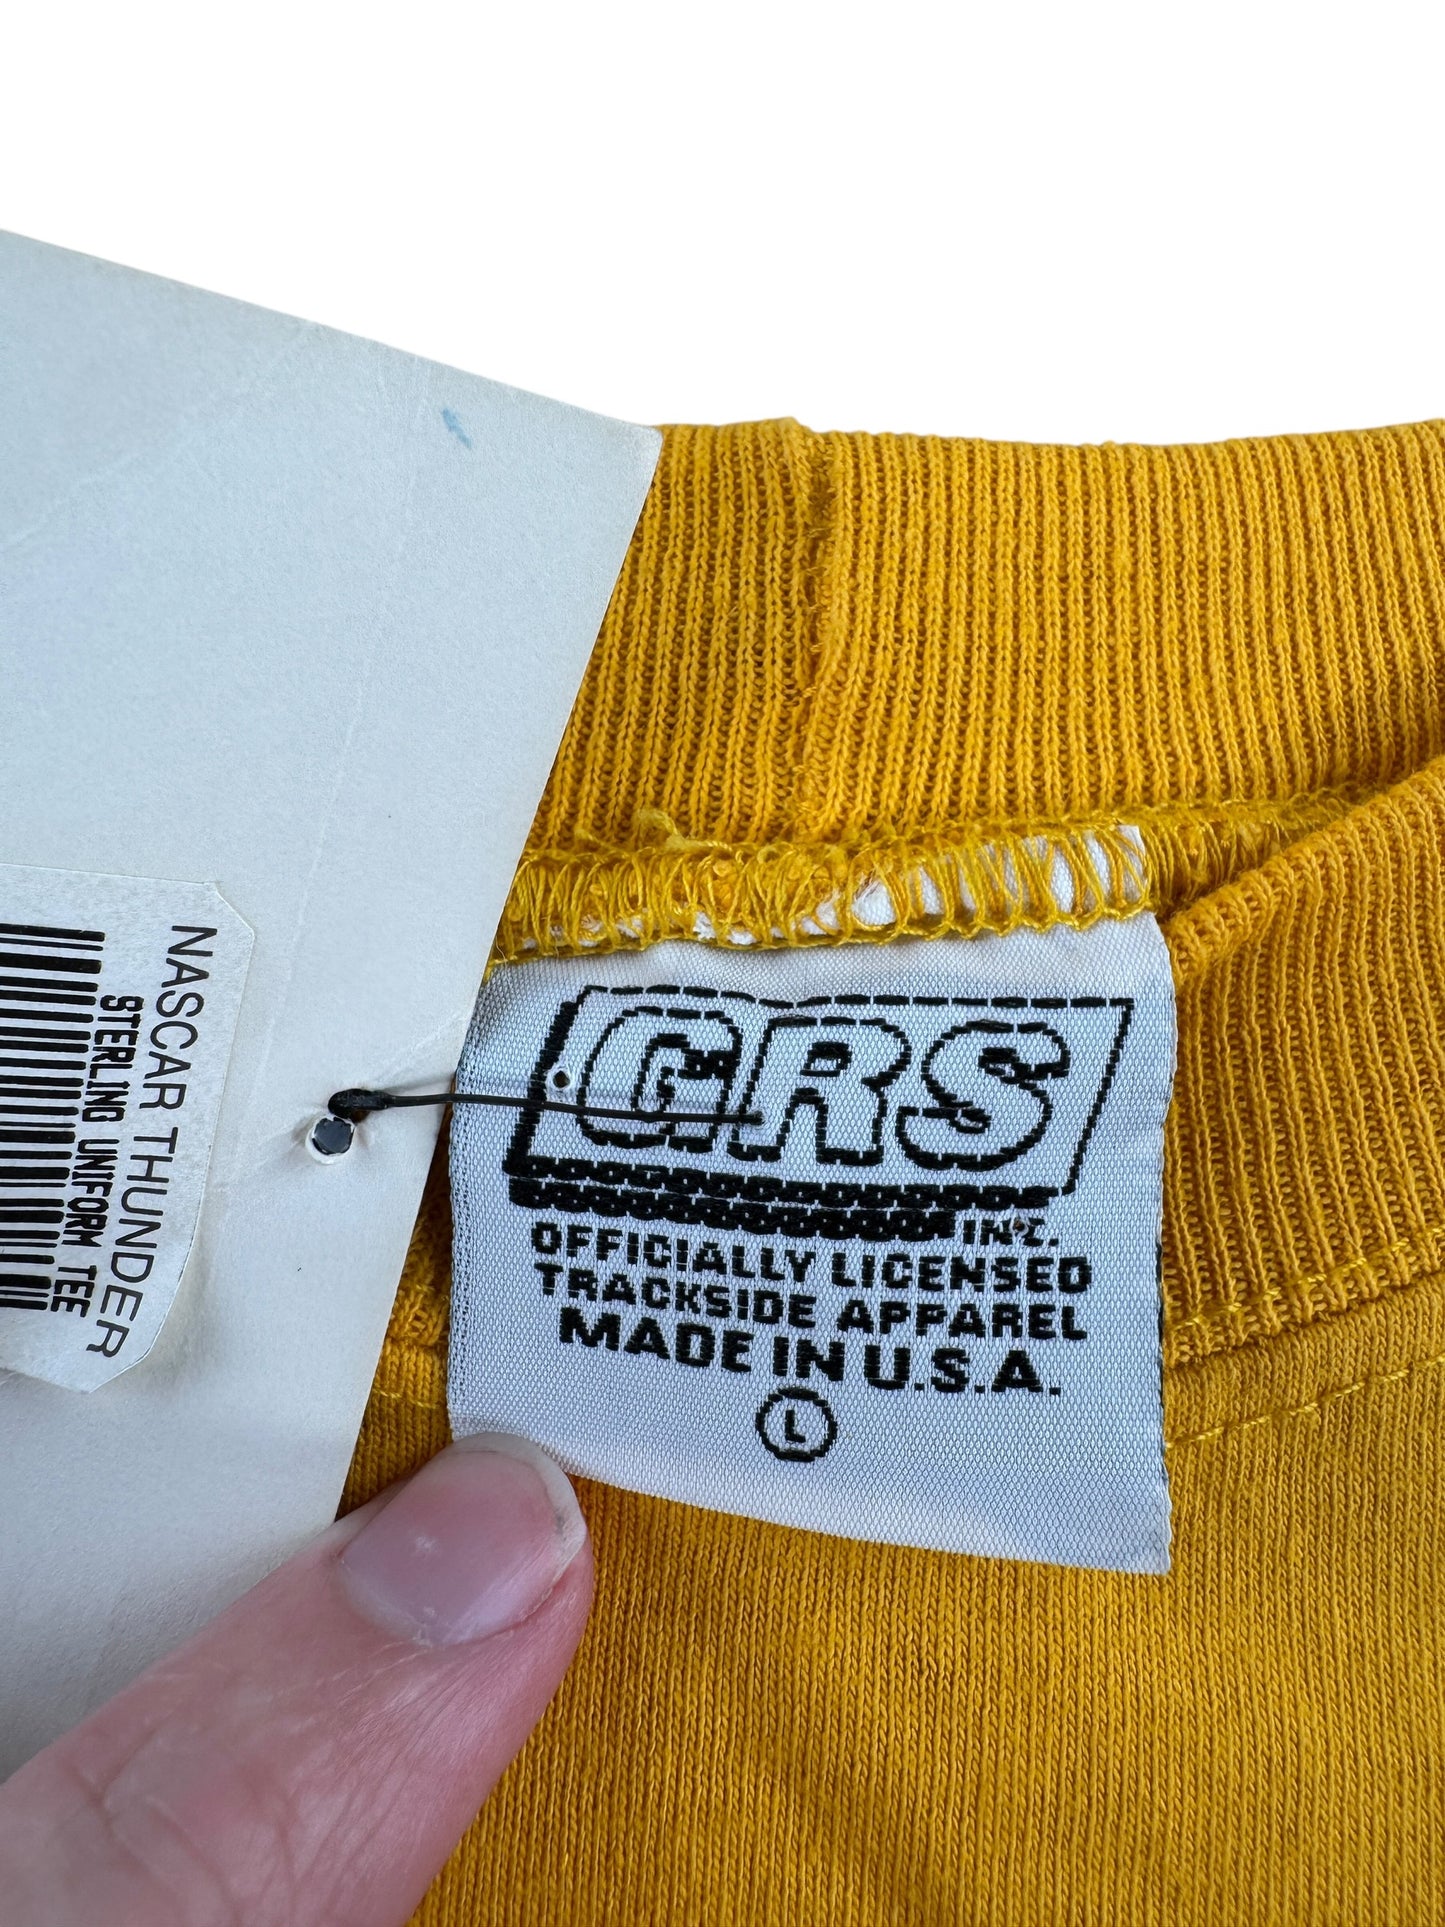 NASCAR THUNDER
STERLING UNIFORM TEE
GRS
INC.
OFFICIALLY LICENSED
TRACKSIDE APPAREL
MADE IN U.S.A.
L